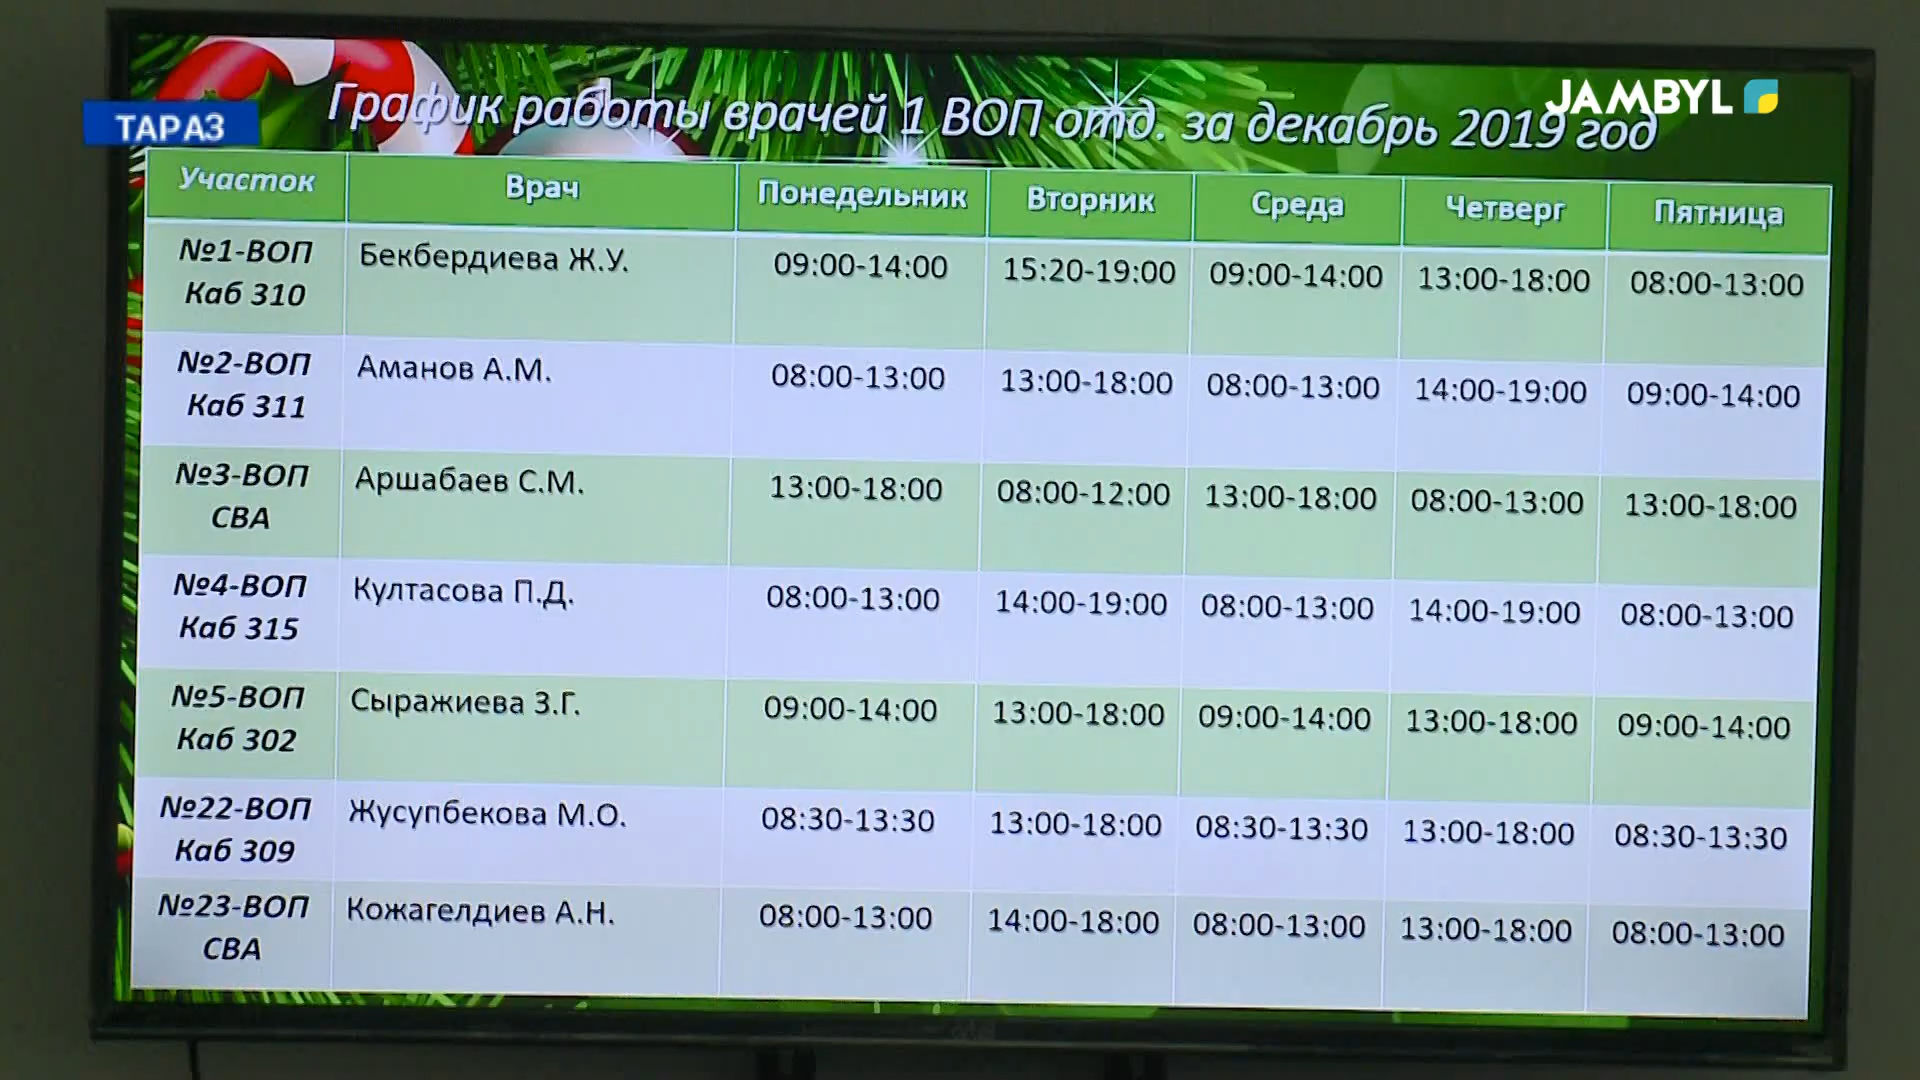 ТАРАЗ
JAMBYL
График работы врачей 1 ВОП отд. за декабрь 2019 год
Участок Врач Понедельник Вторник Среда Четверг Пятница
№1-ВОП Бекбердиева Ж.У. 09:00-14:00 15:20-19:00 09:00-14:00 13:00-18:00 08:00-13:00
Каб 310
№2-ВОП Аманов А.М. 08:00-13:00 13:00-18:00 08:00-13:00 14:00-19:00 09:00-14:00
Каб 311
№3-ВОП Аршабаев С.М. 13:00-18:00 08:00-12:00 13:00-18:00 08:00-13:00 13:00-18:00
СВА
№4-ВОП Култасова П.Д. 08:00-13:00 14:00-19:00 08:00-13:00 14:00-19:00 08:00-13:00
Каб 315
№5-ВОП Сыражиева З.Г. 09:00-14:00 13:00-18:00 09:00-14:00 13:00-18:00 09:00-14:00
Каб 302
№22-ВОП Жусупбекова М.О. 08:30-13:30 13:00-18:00 08:30-13:30 13:00-18:00 08:30-13:30
Каб 309
№23-ВОП Кожагелдиев А.Н. 08:00-13:00 14:00-18:00 08:00-13:00 13:00-18:00 08:00-13:00
СВА